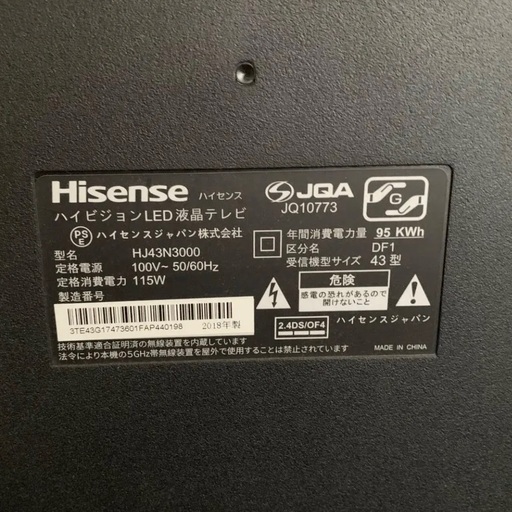 Hisense ハイセンス
ハイビジョンLED液晶テレビ
PSE ハイセンスジャパン株式会社
型名 HJ43N3000
定格電源 100V~ 50/60Hz
定格消費電力 115W
製造番号
3TE43G17473601FAP440198 2018年製
技術基準適合証明済の無線装置を内蔵しています
法令により本機の5GHz帯無線装置を屋外で使用することは禁止されています。
JQA
JQ10773
G
年間消費電力量 95 KWh
区分名 DF1
受信機型サイズ 43 型
危険
感電の恐れがあるので
開けないこと
2.4DS/OF4
ハイセンスジャパン
MADE IN CHINA